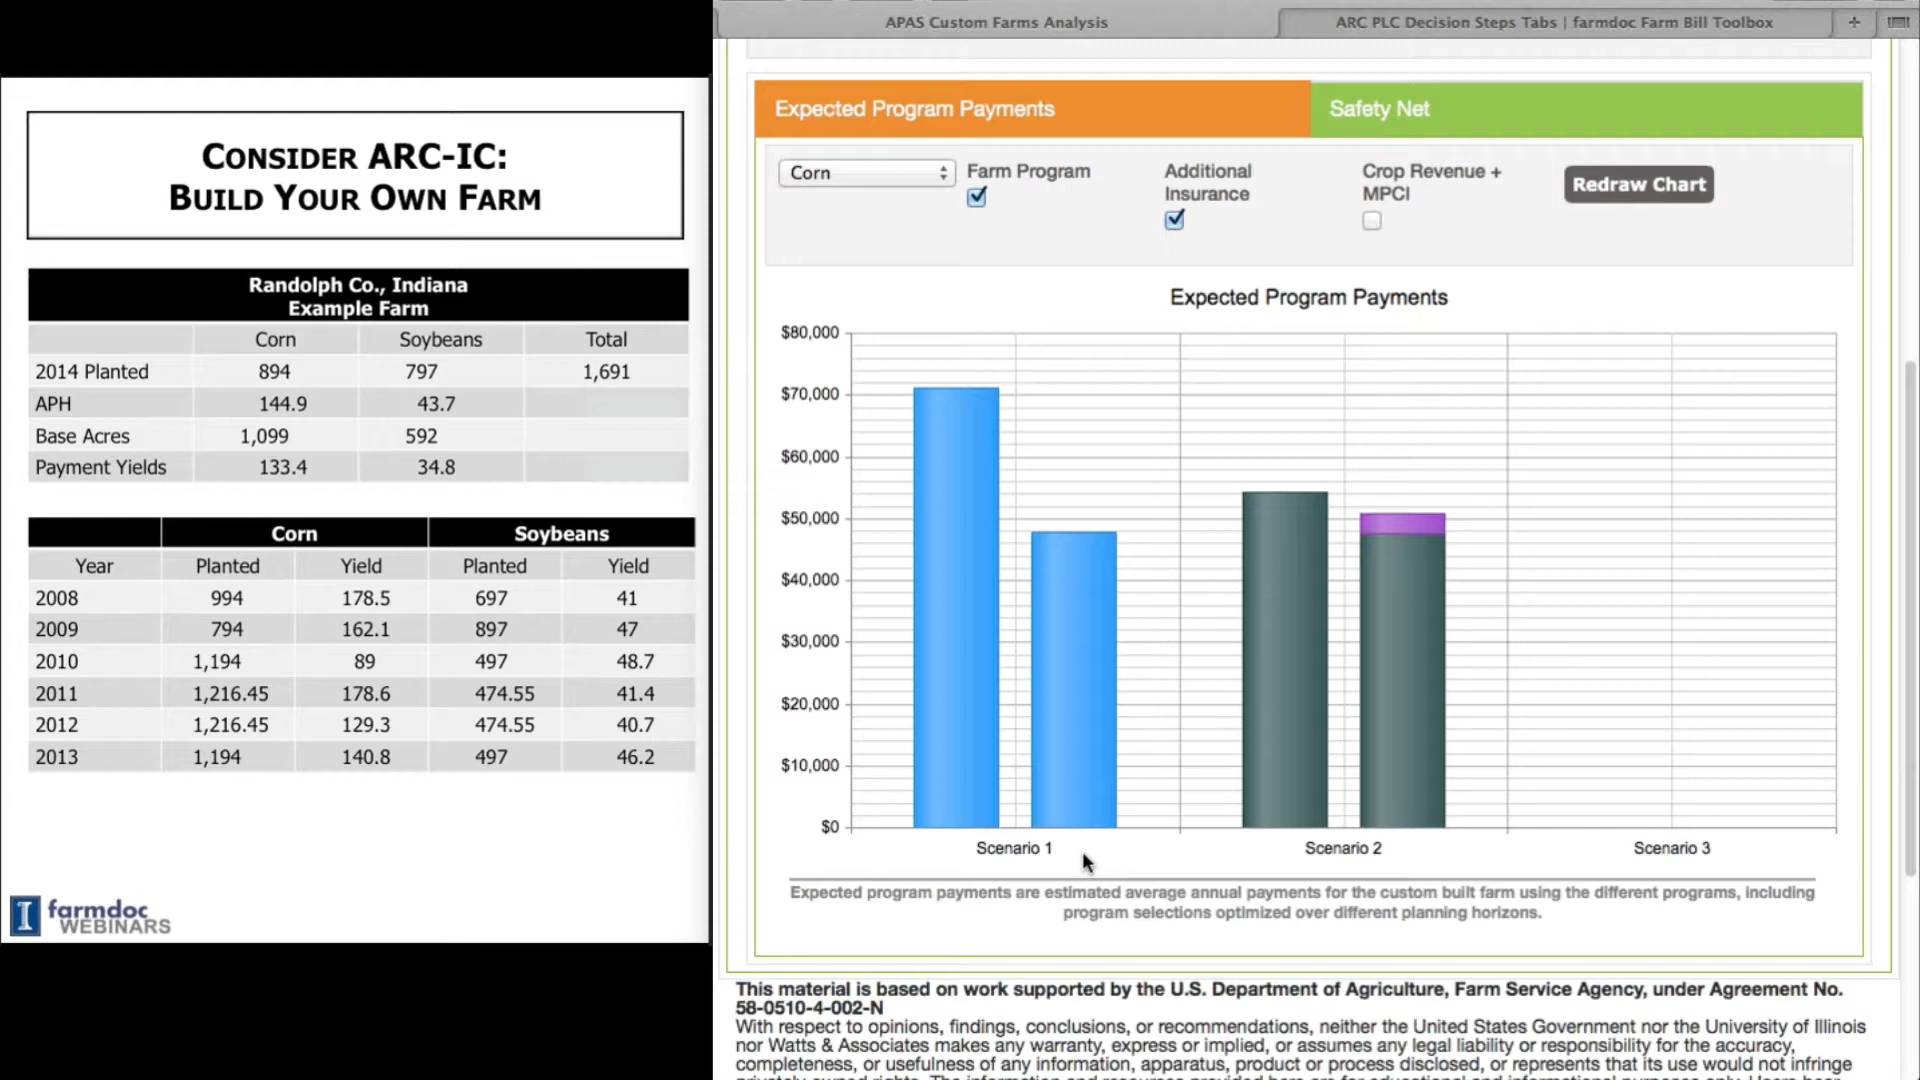 APAS Custom Farms Analysis
ARC PLC Decision Steps Tabs | farmdoc Farm Bill Toolbox
+
CONSIDER ARC-IC:
BUILD YOUR OWN FARM
Randolph Co., Indiana
Example Farm
Corn Soybeans Total
2014 Planted 894 797 1,691
APH 144.9 43.7
Base Acres 1,099 592
Payment Yields 133.4 34.8
Corn Soybeans
Year Planted Yield Planted Yield
2008 994 178.5 697 41
2009 794 162.1 897 47
2010 1,194 89 497 48.7
2011 1,216.45 178.6 474.55 41.4
2012 1,216.45 129.3 474.55 40.7
2013 1,194 140.8 497 46.2
I farmdoc
WEBINARS
Expected Program Payments
Safety Net
Corn
Farm Program
Additional
Insurance
Crop Revenue +
MPCI
Redraw Chart
Expected Program Payments
$80,000
$70,000
$60,000
$50,000
$40,000
$30,000
$20,000
$10,000
$0
Scenario 1 Scenario 2 Scenario 3
Expected program payments are estimated average annual payments for the custom built farm using the different programs, including
program selections optimized over different planning horizons.
This material is based on work supported by the U.S. Department of Agriculture, Farm Service Agency, under Agreement No.
58-0510-4-002-N
With respect to opinions, findings, conclusions, or recommendations, neither the United States Government nor the University of Illinois
nor Watts & Associates makes any warranty, express or implied, or assumes any legal liability or responsibility for the accuracy,
completeness, or usefulness of any information, apparatus, product or process disclosed, or represents that its use would not infringe